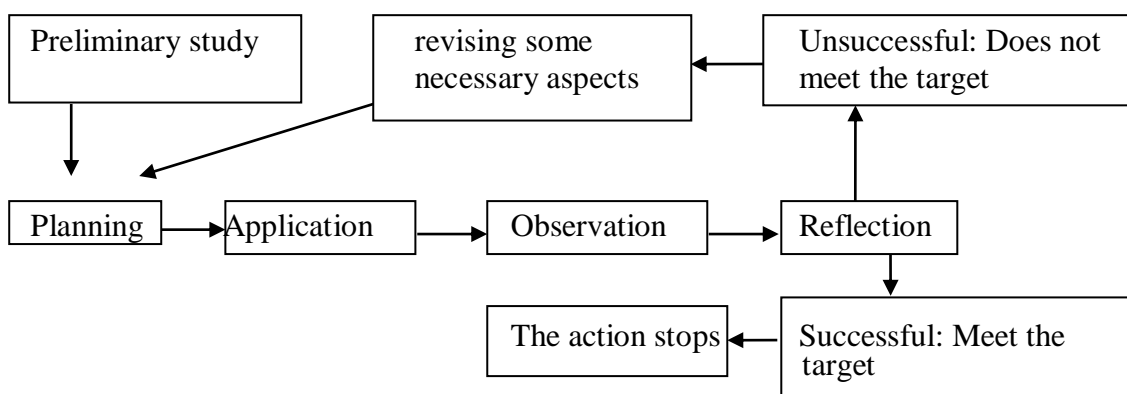 Preliminary study
revising some
necessary aspects
Unsuccessful: Does not
meet the target
Planning
Application
Observation
Reflection
The action stops
Successful: Meet the
target